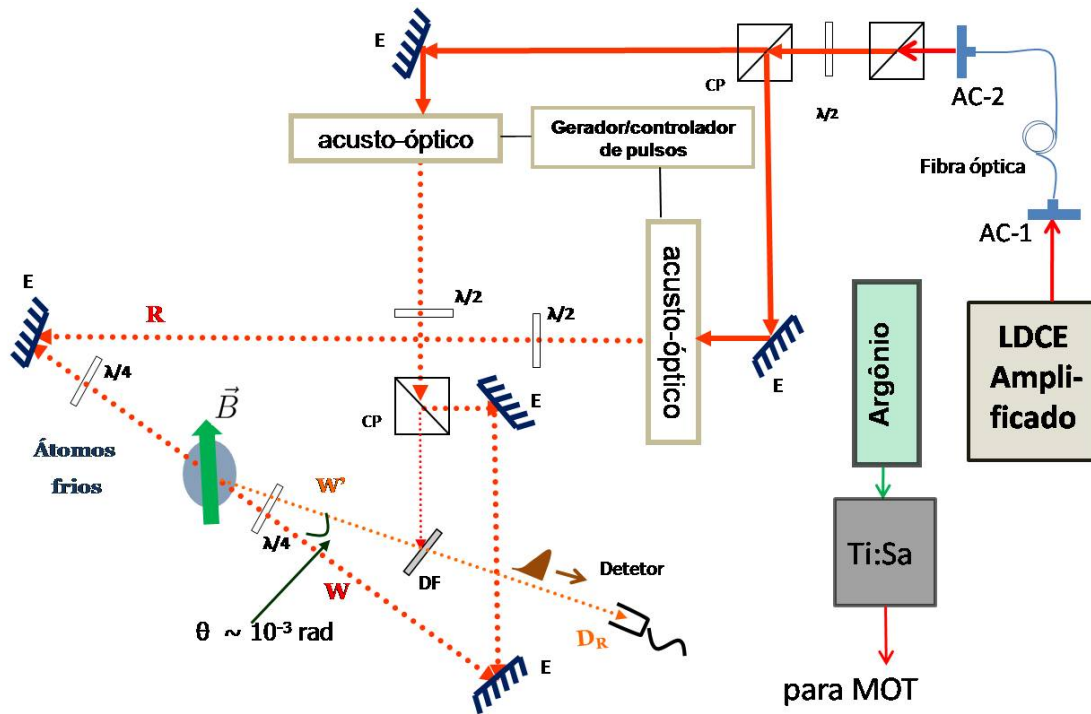 E
CP
λ/2
AC-2
acusto-óptico
Gerador/controlador
de pulsos
Fibra óptica
AC-1
E
R
λ/2
λ/2
acusto-óptico
E
Argônio
LDCE
Ampli-
ficado
λ/4
B
CP
E
Átomos
frios
W'
λ/4
W
DF
Detetor
Ti:Sa
θ ~ 10⁻³ rad
D_R
E
para MOT